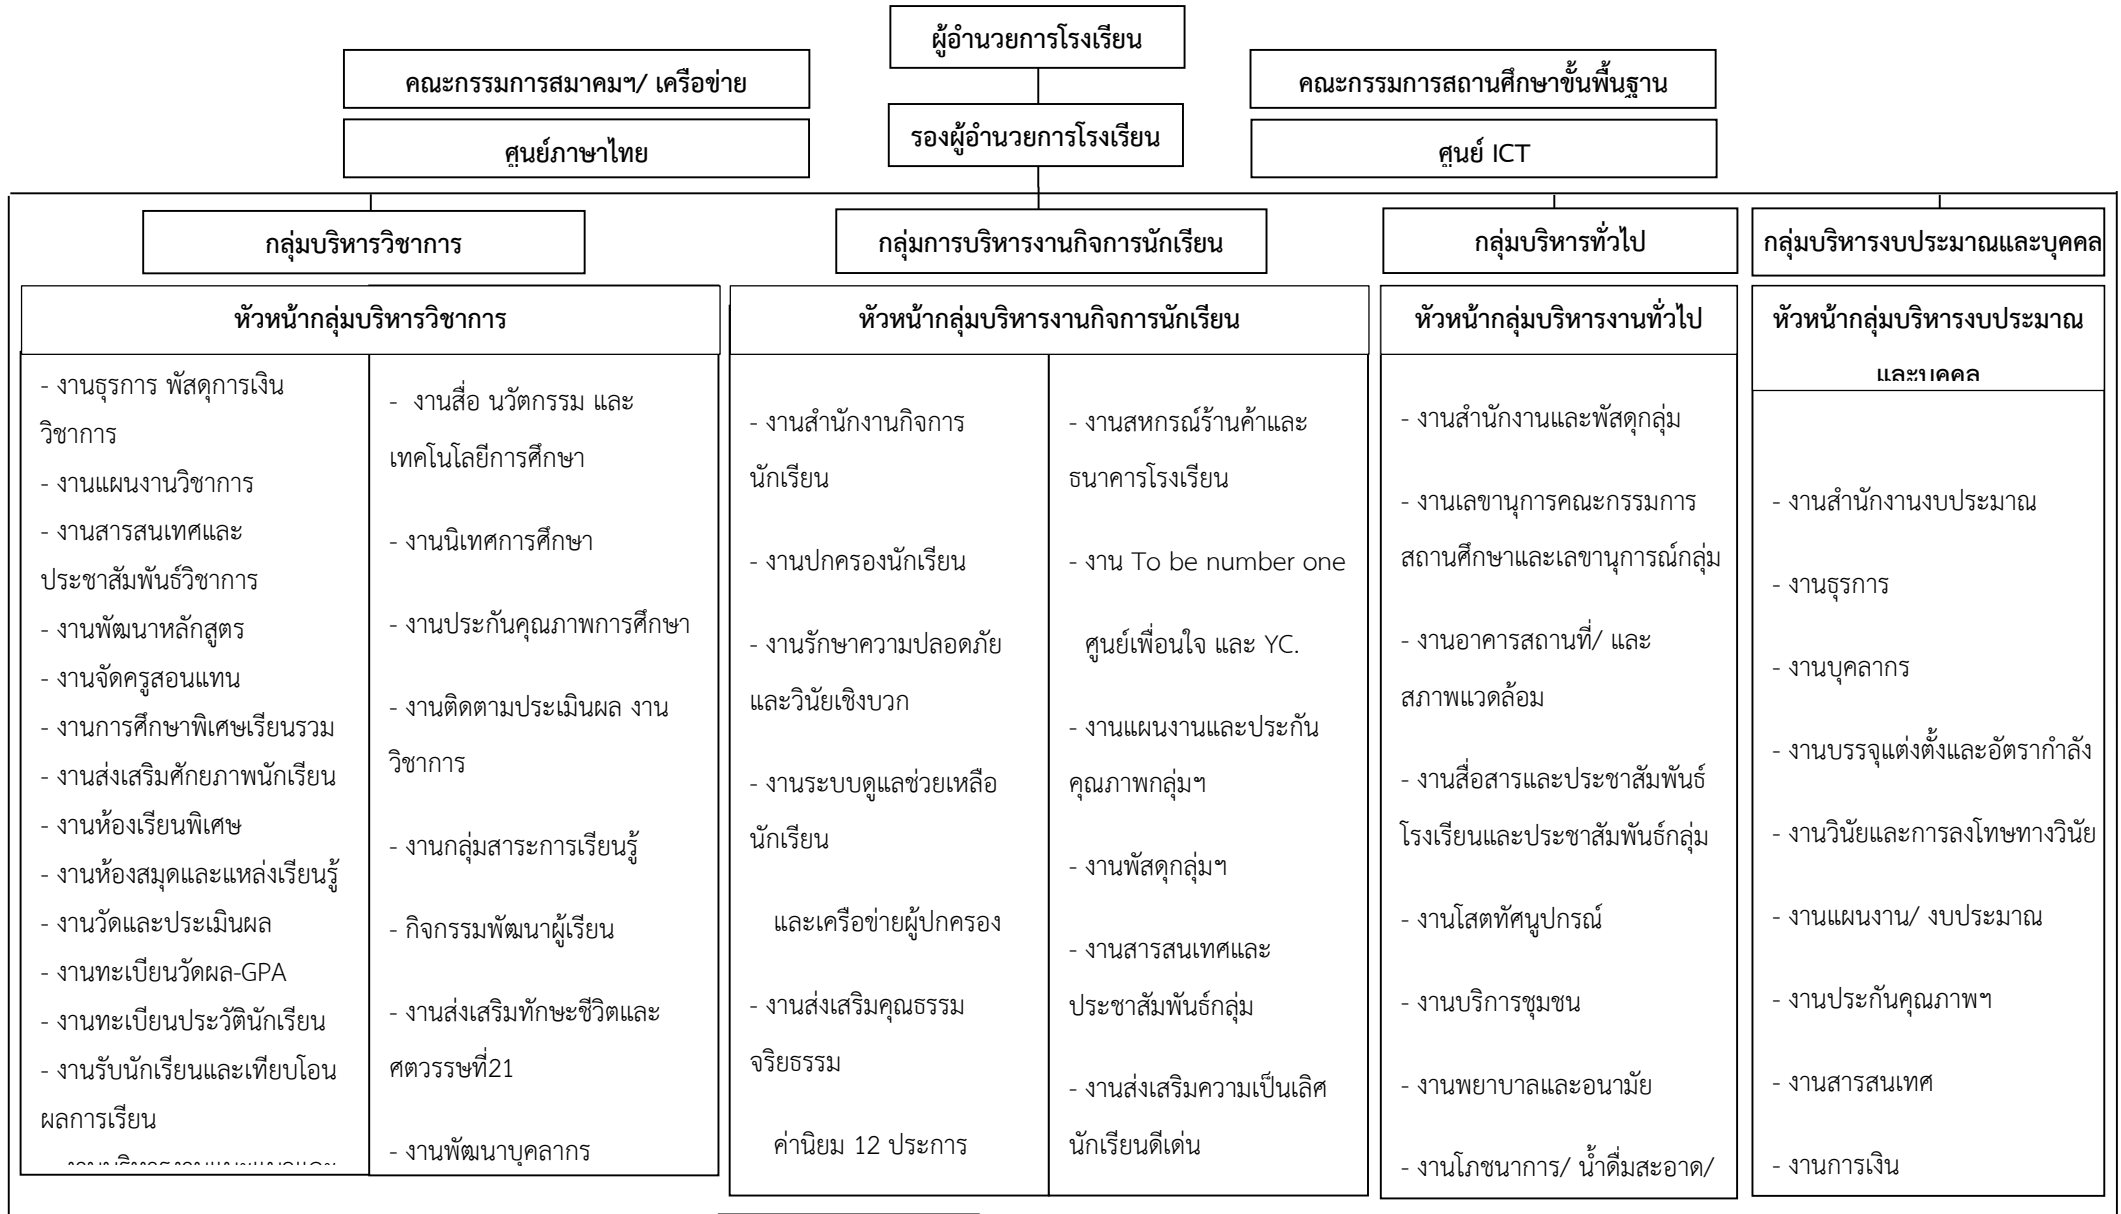 ผู้อำนวยการโรงเรียน
คณะกรรมการสมาคมฯ/ เครือข่าย
คณะกรรมการสถานศึกษาขั้นพื้นฐาน
รองผู้อำนวยการโรงเรียน
ศูนย์ภาษาไทย
ศูนย์ ICT
กลุ่มบริหารวิชาการ
กลุ่มการบริหารงานกิจการนักเรียน
กลุ่มบริหารทั่วไป
กลุ่มบริหารงบประมาณและบุคคล
หัวหน้ากลุ่มบริหารวิชาการ
- งานธุรการ พัสดุการเงิน
วิชาการ
- งานแผนงานวิชาการ
- งานสารสนเทศและ
ประชาสัมพันธ์วิชาการ
- งานพัฒนาหลักสูตร
- งานจัดครูสอนแทน
- งานการศึกษาพิเศษเรียนรวม
- งานส่งเสริมศักยภาพนักเรียน
- งานห้องเรียนพิเศษ
- งานห้องสมุดและแหล่งเรียนรู้
- งานวัดและประเมินผล
- งานทะเบียนวัดผล-GPA
- งานทะเบียนประวัตินักเรียน
- งานรับนักเรียนและเทียบโอน
ผลการเรียน
- งานสื่อ นวัตกรรม และ
เทคโนโลยีการศึกษา
- งานนิเทศการศึกษา
- งานประกันคุณภาพการศึกษา
- งานติดตามประเมินผล งาน
วิชาการ
- งานกลุ่มสาระการเรียนรู้
- กิจกรรมพัฒนาผู้เรียน
- งานส่งเสริมทักษะชีวิตและ
ศตวรรษที่21
- งานพัฒนาบุคลากร
หัวหน้ากลุ่มบริหารงานกิจการนักเรียน
- งานสำนักงานกิจการ
นักเรียน
- งานปกครองนักเรียน
- งานรักษาความปลอดภัย
และวินัยเชิงบวก
- งานระบบดูแลช่วยเหลือ
นักเรียน
และเครือข่ายผู้ปกครอง
- งานส่งเสริมคุณธรรม
จริยธรรม
ค่านิยม 12 ประการ
- งานสหกรณ์ร้านค้าและ
ธนาคารโรงเรียน
- งาน To be number one
ศูนย์เพื่อนใจ และ YC.
- งานแผนงานและประกัน
คุณภาพกลุ่มฯ
- งานพัสดุกลุ่มฯ
- งานสารสนเทศและ
ประชาสัมพันธ์กลุ่ม
- งานส่งเสริมความเป็นเลิศ
นักเรียนดีเด่น
หัวหน้ากลุ่มบริหารงานทั่วไป
- งานสำนักงานและพัสดุกลุ่ม
- งานเลขานุการคณะกรรมการ
สถานศึกษาและเลขานุการณ์กลุ่ม
- งานอาคารสถานที่/ และ
สภาพแวดล้อม
- งานสื่อสารและประชาสัมพันธ์
โรงเรียนและประชาสัมพันธ์กลุ่ม
- งานโสตทัศนูปกรณ์
- งานบริการชุมชน
- งานพยาบาลและอนามัย
- งานโภชนาการ/ น้ำดื่มสะอาด/
หัวหน้ากลุ่มบริหารงบประมาณ
และบุคคล
- งานสำนักงานงบประมาณ
- งานธุรการ
- งานบุคลากร
- งานบรรจุแต่งตั้งและอัตรากำลัง
- งานวินัยและการลงโทษทางวินัย
- งานแผนงาน/ งบประมาณ
- งานประกันคุณภาพฯ
- งานสารสนเทศ
- งานการเงิน